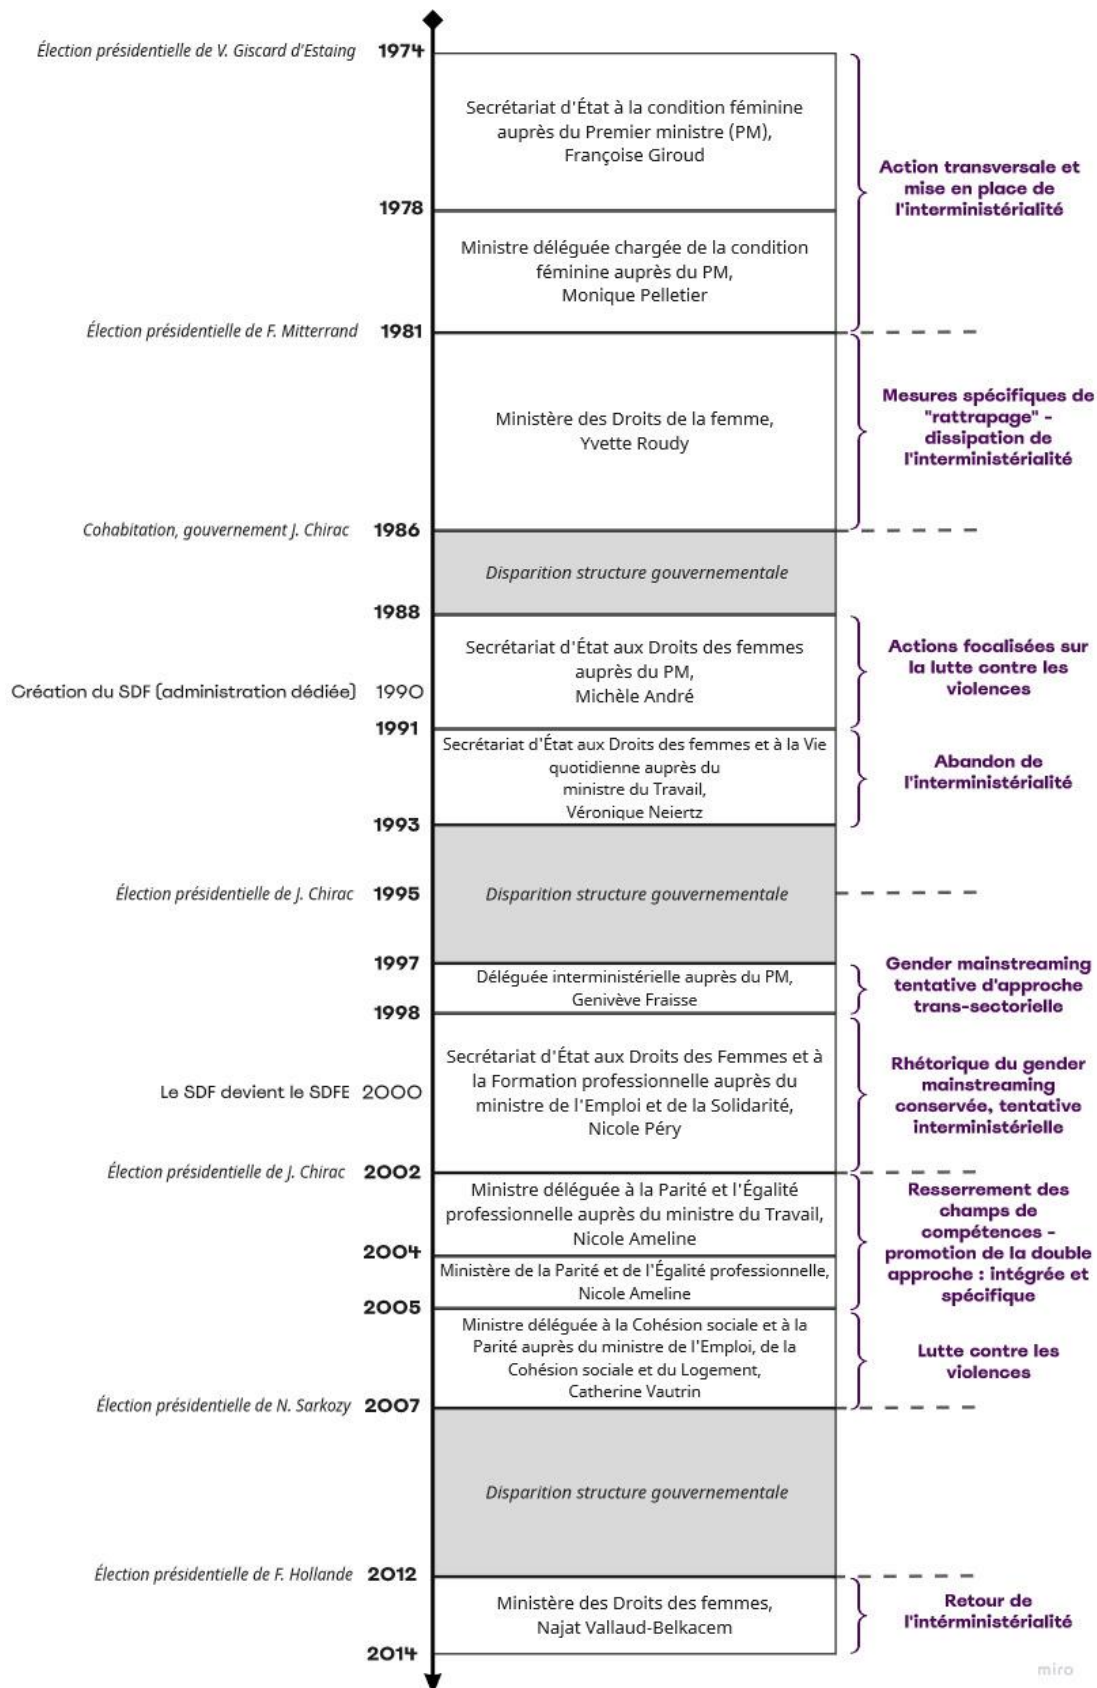 Élection présidentielle de V. Giscard d'Estaing 1974
Secrétariat d'État à la condition féminine
auprès du Premier ministre (PM),
Françoise Giroud
Action transversale et
mise en place de
l'interministérialité
1978
Ministre déléguée chargée de la condition
féminine auprès du PM,
Monique Pelletier
Élection présidentielle de F. Mitterrand 1981
Ministère des Droits de la femme,
Yvette Roudy
Mesures spécifiques de
"rattrapage" -
dissipation de
l'interministérialité
Cohabitation, gouvernement J. Chirac 1986
Disparition structure gouvernementale
1988
Secrétariat d'État aux Droits des femmes
auprès du PM,
Michèle André
Actions focalisées sur
la lutte contre les
violences
Création du SDF (administration dédiée) 1990
1991
Secrétariat d'État aux Droits des femmes et à la Vie
quotidienne auprès du
ministre du Travail,
Véronique Neiertz
Abandon de
l'interministérialité
1993
Élection présidentielle de J. Chirac 1995
Disparition structure gouvernementale
1997
Déléguée interministérielle auprès du PM,
Genivève Fraisse
Gender mainstreaming
tentative d'approche
trans-sectorielle
1998
Secrétariat d'État aux Droits des Femmes et à
la Formation professionnelle auprès du
ministre de l'Emploi et de la Solidarité,
Nicole Péry
Rhétorique du gender
mainstreaming
conservée, tentative
interministérielle
Le SDF devient le SDFE 2000
Élection présidentielle de J. Chirac 2002
Ministre déléguée à la Parité et l'Égalité
professionnelle auprès du ministre du Travail,
Nicole Ameline
Resserrement des
champs de
compétences -
promotion de la double
approche : intégrée et
spécifique
2004
Ministère de la Parité et de l'Égalité professionnelle,
Nicole Ameline
2005
Ministre déléguée à la Cohésion sociale et à la
Parité auprès du ministre de l'Emploi, de la
Cohésion sociale et du Logement,
Catherine Vautrin
Lutte contre les
violences
Élection présidentielle de N. Sarkozy 2007
Disparition structure gouvernementale
Élection présidentielle de F. Hollande 2012
Ministère des Droits des femmes,
Najat Vallaud-Belkacem
Retour de
l'intérministérialité
2014
miro